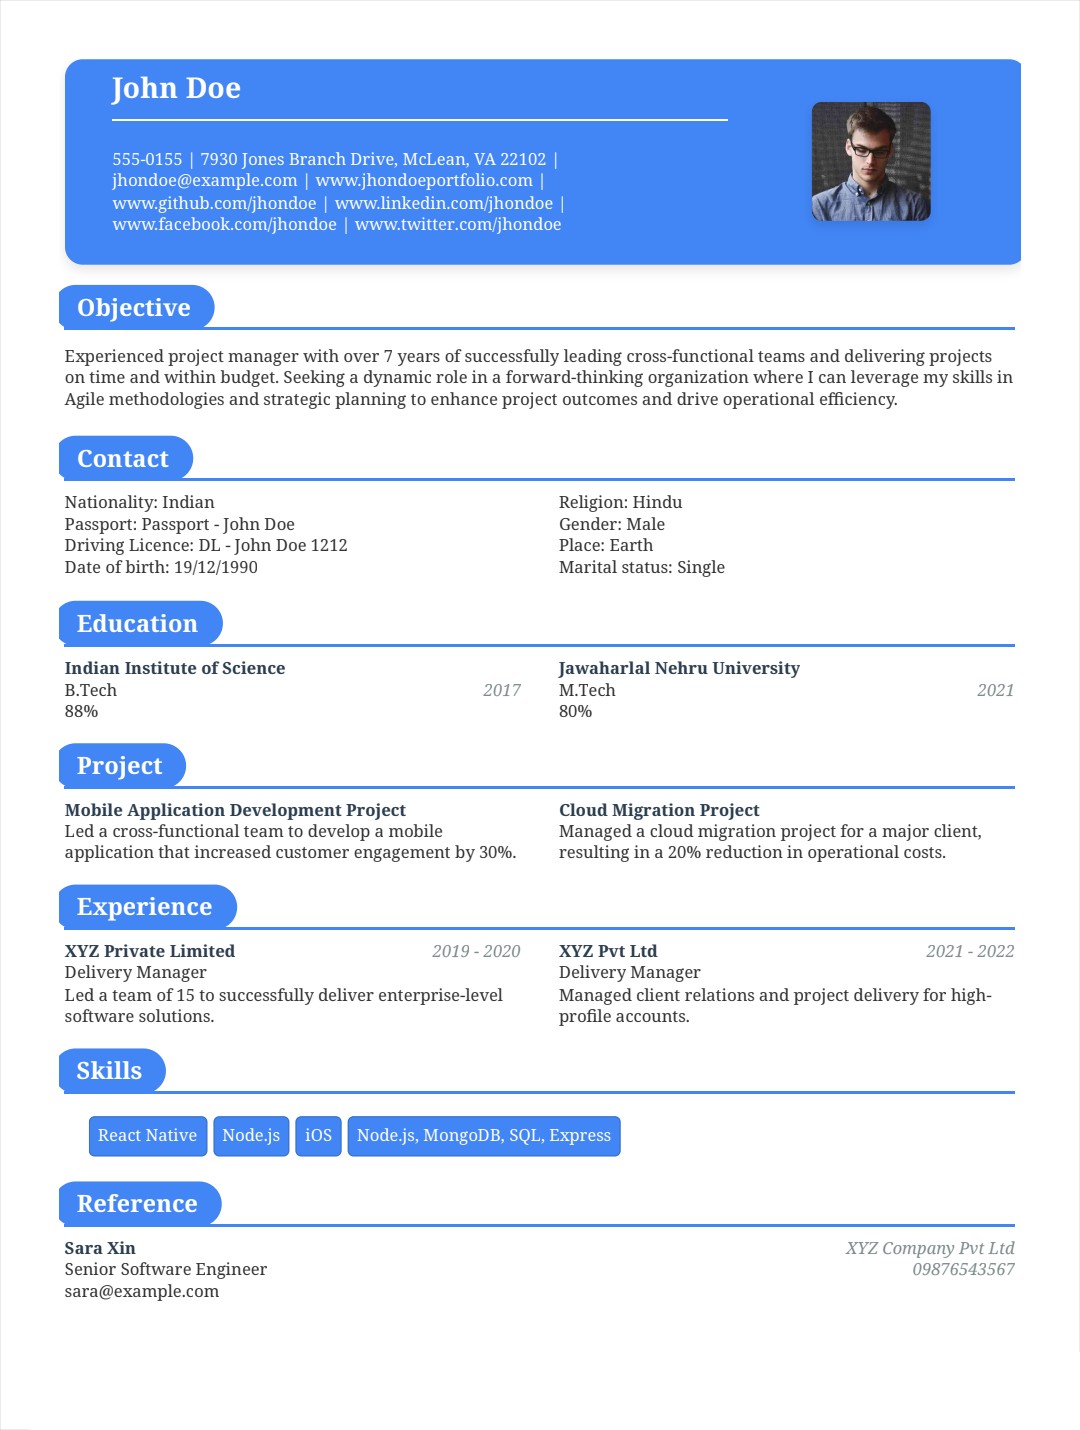 John Doe
555-0155 | 7930 Jones Branch Drive, McLean, VA 22102 |
jhondoe@example.com | www.jhondoeportfolio.com |
www.github.com/jhondoe | www.linkedin.com/jhondoe |
www.facebook.com/jhondoe | www.twitter.com/jhondoe
Objective
Experienced project manager with over 7 years of successfully leading cross-functional teams and delivering projects
on time and within budget. Seeking a dynamic role in a forward-thinking organization where I can leverage my skills in
Agile methodologies and strategic planning to enhance project outcomes and drive operational efficiency.
Contact
Nationality: Indian
Passport: Passport - John Doe
Driving Licence: DL - John Doe 1212
Date of birth: 19/12/1990
Religion: Hindu
Gender: Male
Place: Earth
Marital status: Single
Education
Indian Institute of Science
B.Tech 2017
88%
Jawaharlal Nehru University
M.Tech 2021
80%
Project
Mobile Application Development Project
Led a cross-functional team to develop a mobile
application that increased customer engagement by 30%.
Cloud Migration Project
Managed a cloud migration project for a major client,
resulting in a 20% reduction in operational costs.
Experience
XYZ Private Limited 2019 - 2020
Delivery Manager
Led a team of 15 to successfully deliver enterprise-level
software solutions.
XYZ Pvt Ltd 2021 - 2022
Delivery Manager
Managed client relations and project delivery for high-
profile accounts.
Skills
React Native Node.js iOS Node.js, MongoDB, SQL, Express
Reference
Sara Xin XYZ Company Pvt Ltd
Senior Software Engineer 09876543567
sara@example.com